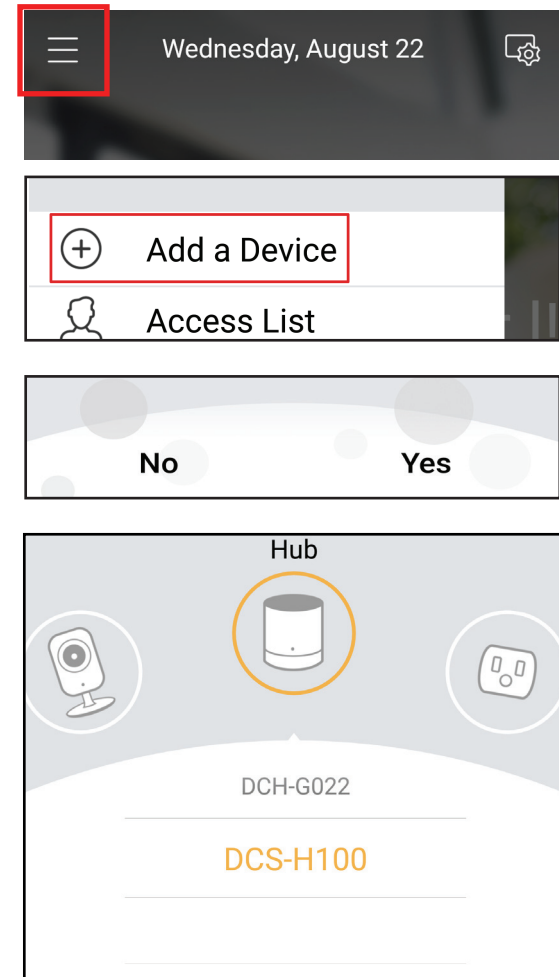 Wednesday, August 22
Add a Device
Access List
No Yes
Hub
DCH-G022
DCS-H100